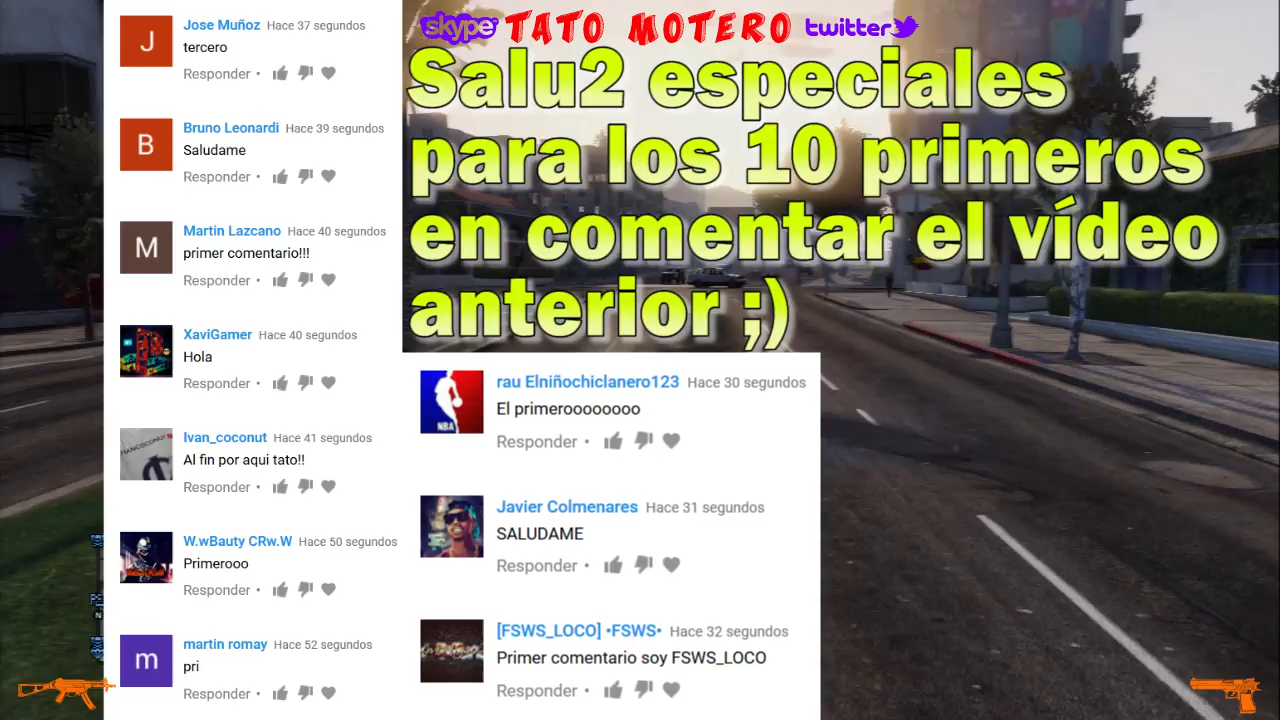 Jose Muñoz Hace 37 segundos
tercero
Responder •
Bruno Leonardi Hace 39 segundos
Saludame
Responder •
Martin Lazcano Hace 40 segundos
primer comentario!!!
Responder •
XaviGamer Hace 40 segundos
Hola
Responder •
Ivan_coconut Hace 41 segundos
Al fin por aqui tato!!
Responder •
W.wBauty CRw.W Hace 50 segundos
Primerooo
Responder •
martin romay Hace 52 segundos
pri
Responder •
J
B
M
m
skype TATO MOTERO twitter
Salu2 especiales
para los 10 primeros
en comentar el vídeo
anterior ;)
rau Elniñochiclanero123 Hace 30 segundos
El primeroooooooo
Responder •
NBA
Javier Colmenares Hace 31 segundos
SALUDAME
Responder •
[FSWS_LOCO] •FSWS• Hace 32 segundos
Primer comentario soy FSWS_LOCO
Responder •
N